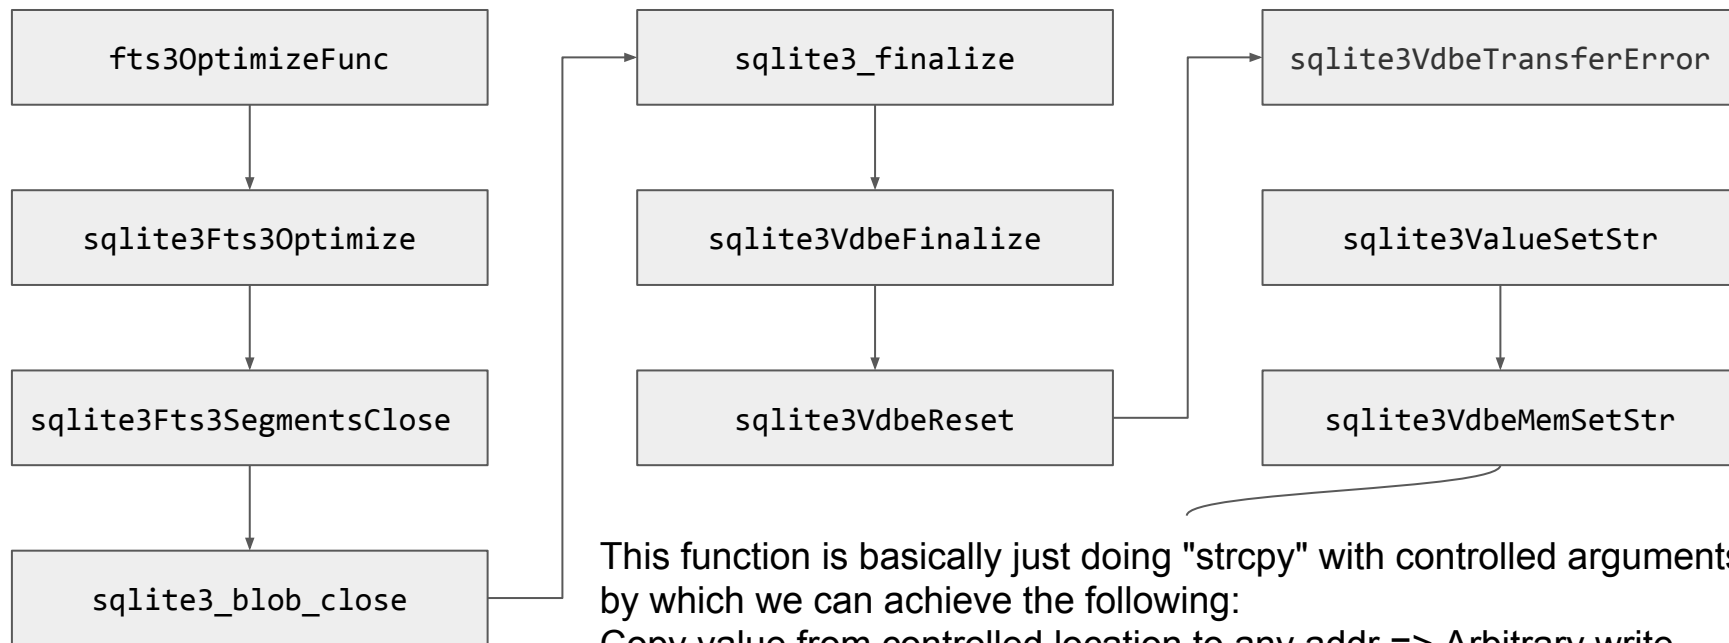 fts3OptimizeFunc
sqlite3Fts3Optimize
sqlite3Fts3SegmentsClose
sqlite3_blob_close
sqlite3_finalize
sqlite3VdbeFinalize
sqlite3VdbeReset
sqlite3VdbeTransferError
sqlite3ValueSetStr
sqlite3VdbeMemSetStr
This function is basically just doing "strcpy" with controlled arguments
by which we can achieve the following:
Copy value from controlled location to any addr => Arbitrary write